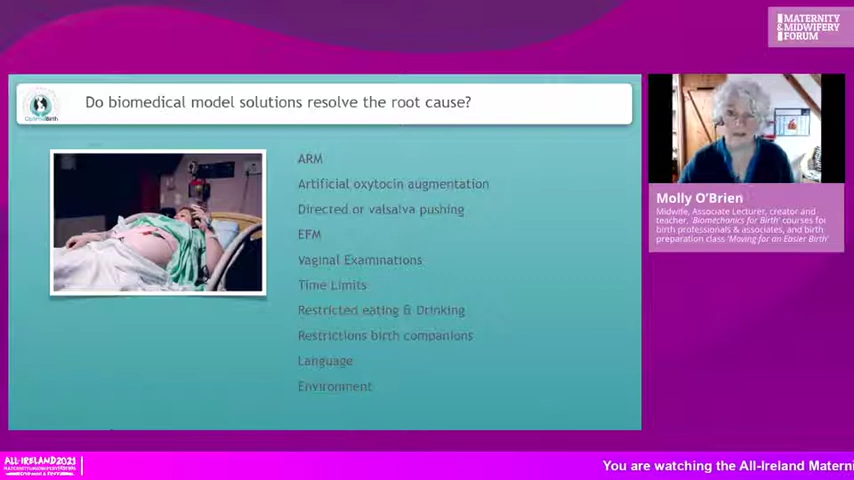 MATERNITY
&MIDWIFERY
FORUM
Do biomedical model solutions resolve the root cause?
ARM
Artificial oxytocin augmentation
Directed or valsalva pushing
EFM
Vaginal Examinations
Time Limits
Restricted eating & Drinking
Restrictions birth companions
Language
Environment
Molly O'Brien
Midwife, Associate Lecturer, creator and
teacher, 'Biomechanics for Birth' courses for
birth professionals & associates, and birth
preparation class 'Moving for an Easier Birth'
ALL-IRELAND2021
You are watching the All-Ireland Materni